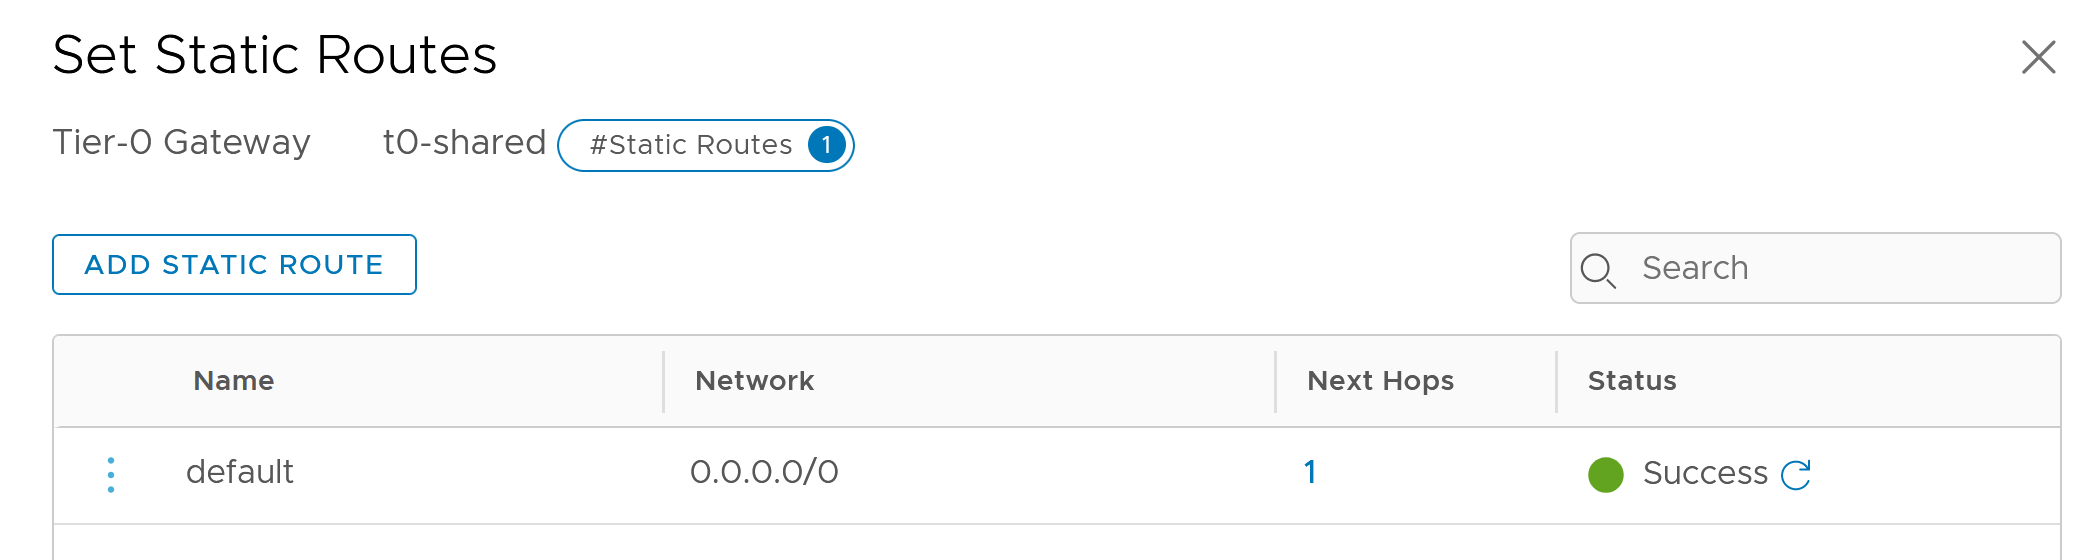 Set Static Routes
Tier-0 Gateway t0-shared #Static Routes 1
ADD STATIC ROUTE
Search
Name Network Next Hops Status
default 0.0.0.0/0 1 Success